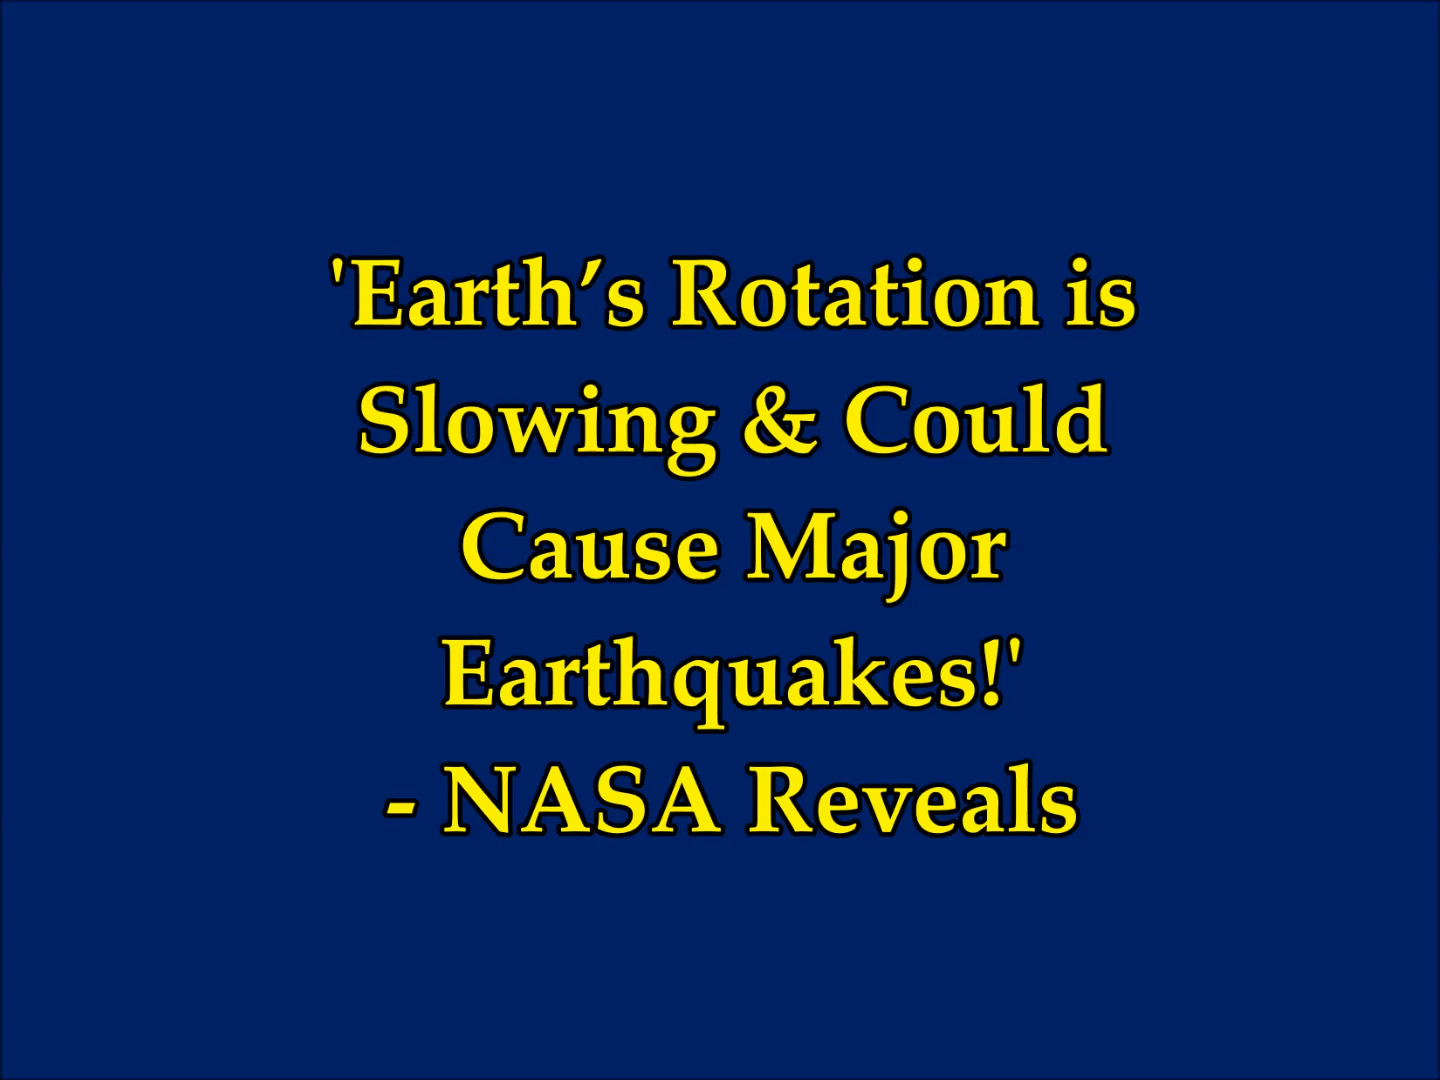 'Earth’s Rotation is
Slowing & Could
Cause Major
Earthquakes!'
- NASA Reveals